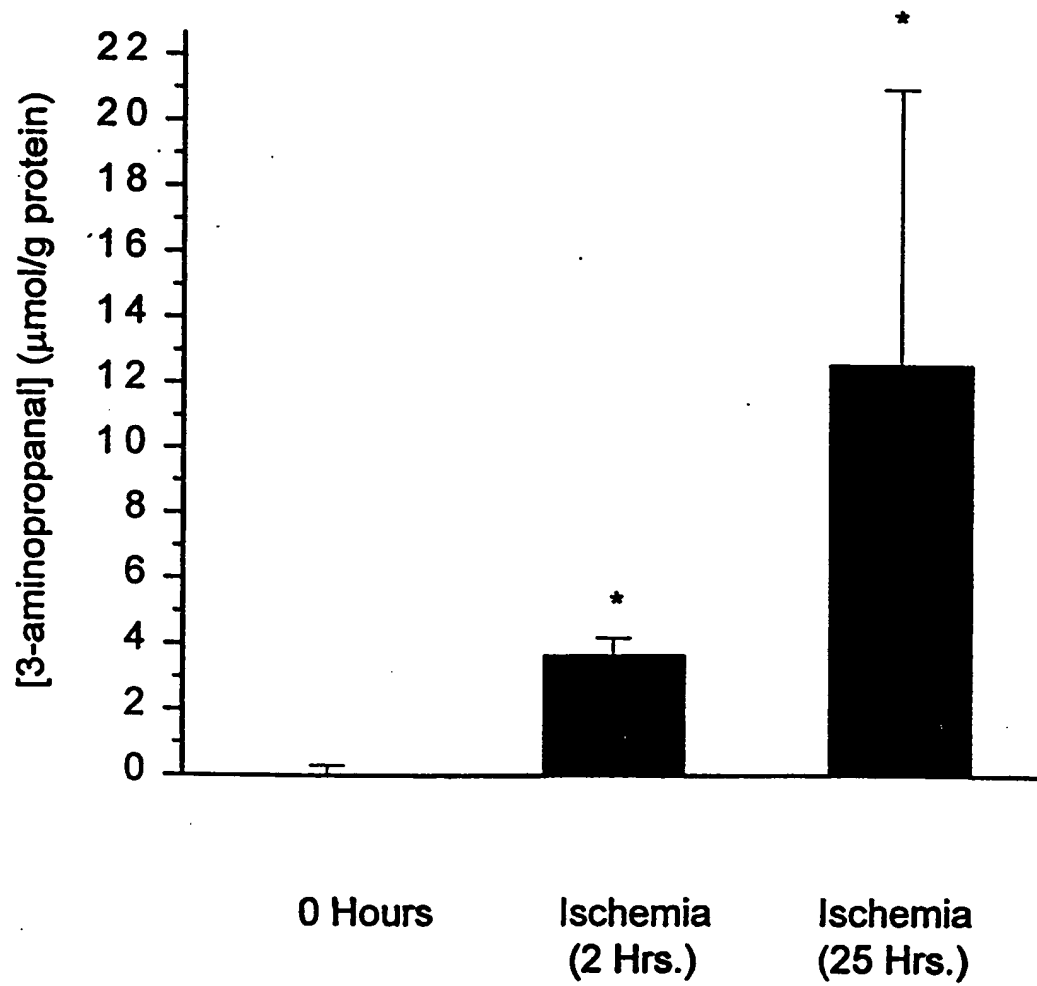 [3-aminopropanal] (μmol/g protein)
22
20
18
16
14
12
10
8
6
4
2
0
*
*
0 Hours
Ischemia
(2 Hrs.)
Ischemia
(25 Hrs.)